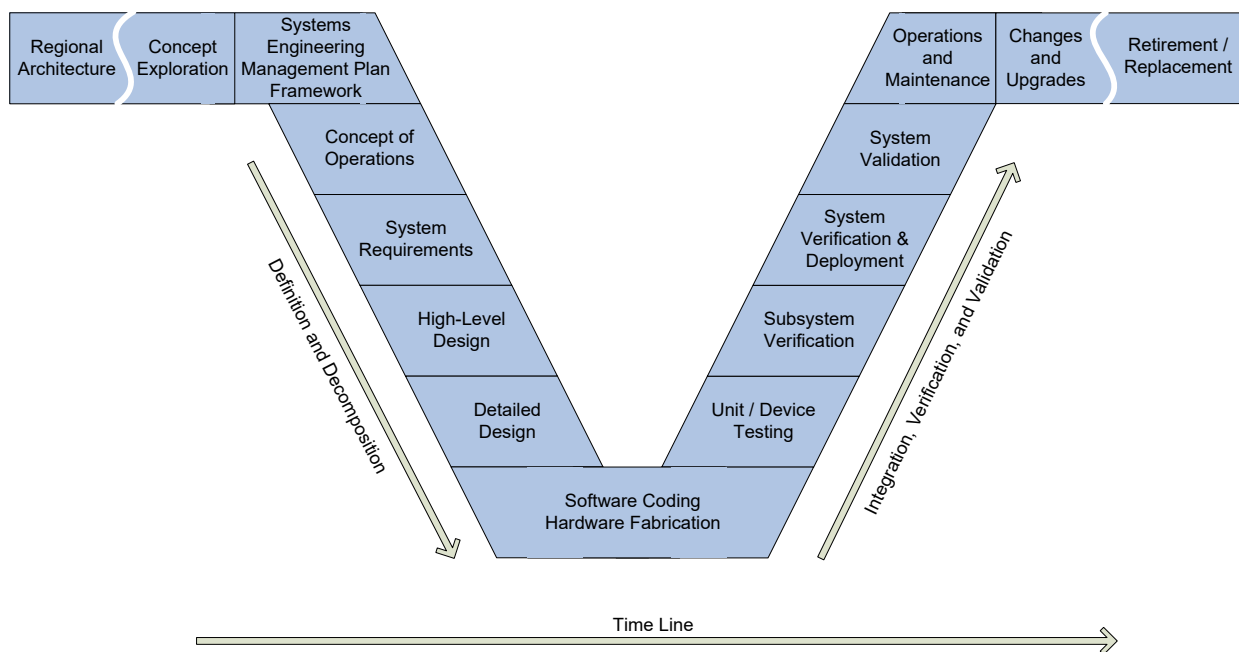 Regional
Architecture
Concept
Exploration
Systems
Engineering
Management Plan
Framework
Operations
and
Maintenance
Changes
and
Upgrades
Retirement /
Replacement
Concept of
Operations
System
Validation
System
Requirements
System
Verification &
Deployment
High-Level
Design
Subsystem
Verification
Detailed
Design
Unit / Device
Testing
Software Coding
Hardware Fabrication
Definition and Decomposition
Integration, Verification, and Validation
Time Line